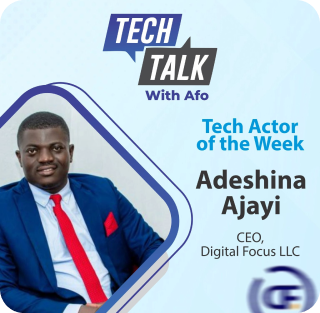 TECH
TALK
With Afo
Tech Actor
of the Week
Adeshina
Ajayi
CEO,
Digital Focus LLC